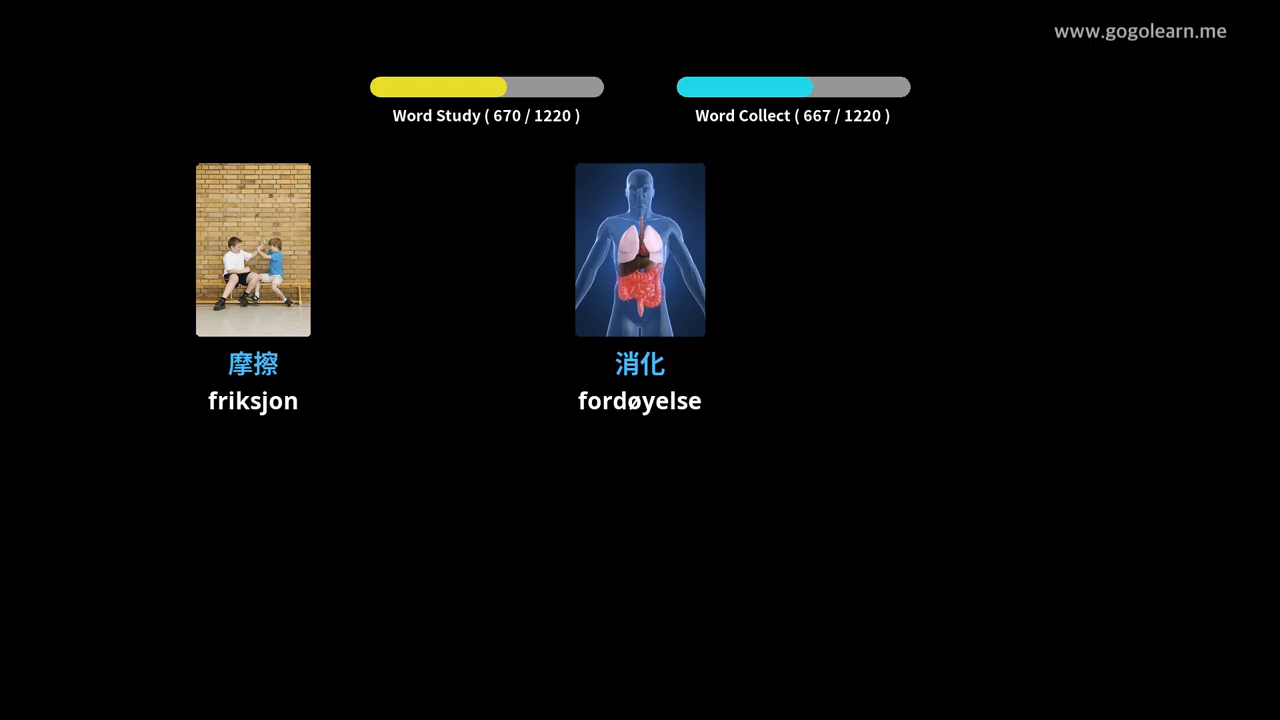 www.gogolearn.me
Word Study ( 670 / 1220 )
Word Collect ( 667 / 1220 )
摩擦
friksjon
消化
fordøyelse